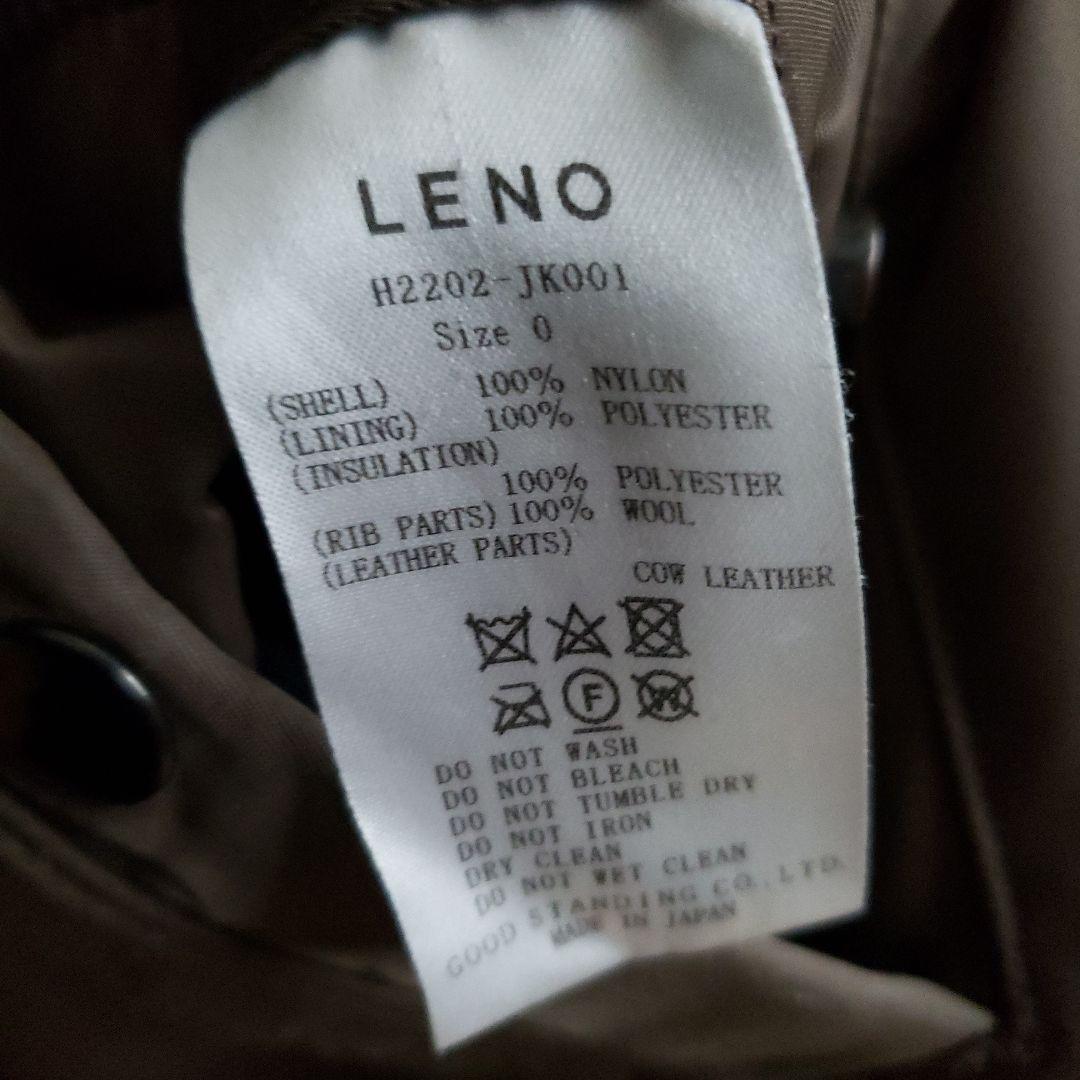 LENO
H2202-JK001
Size 0
(SHELL) 100% NYLON
(LINING) 100% POLYESTER
(INSULATION)
100% POLYESTER
(RIB PARTS) 100% WOOL
(LEATHER PARTS)
COW LEATHER
F
W
DO NOT WASH
DO NOT BLEACH
DO NOT TUMBLE DRY
DO NOT IRON
DRY CLEAN
DO NOT WET CLEAN
GOOD STANDING CO.,LTD.
MADE IN JAPAN